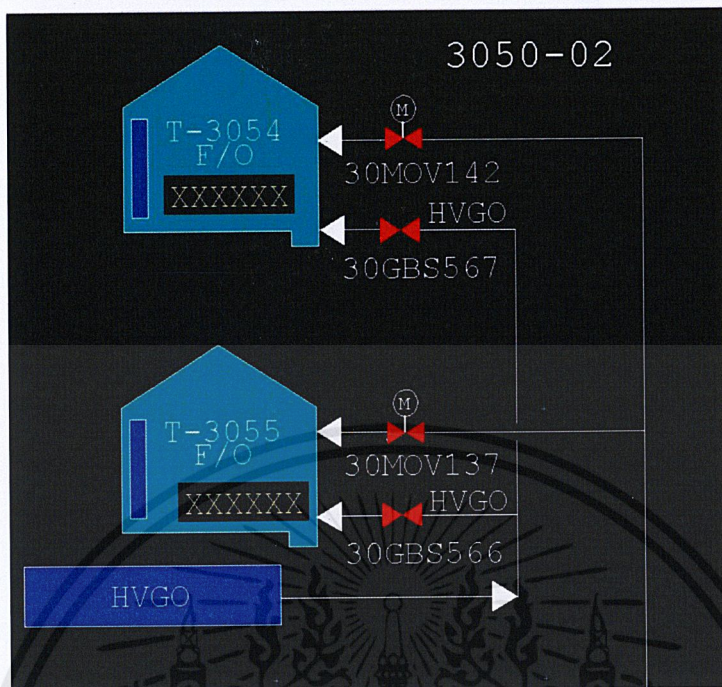 3050-02
M
T-3054
F/O
XXXXXX
30MOV142
HVGO
30GBS567
M
T-3055
F/O
XXXXXX
30MOV137
HVGO
30GBS566
HVGO